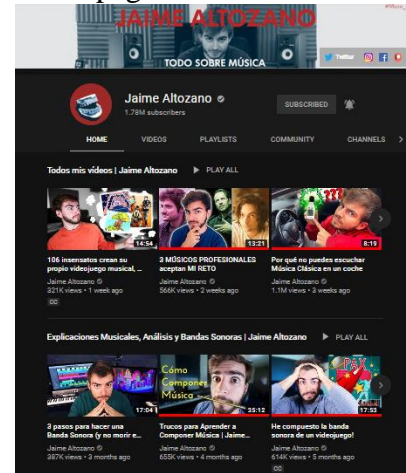 JAIME ALTOZANO
TODO SOBRE MÚSICA
Twitter
Jaime Altozano
1.78M subscribers
SUBSCRIBED
HOME VIDEOS PLAYLISTS COMMUNITY CHANNELS
Todos mis vídeos | Jaime Altozano PLAY ALL
14:54 13:21 8:19
106 insensatos crean su 3 MÚSICOS PROFESIONALES Por qué no puedes escuchar
propio videojuego musical, ... aceptan MI RETO Música Clásica en un coche
Jaime Altozano Jaime Altozano Jaime Altozano
321K views • 1 week ago 566K views • 2 weeks ago 1.1M views • 3 weeks ago
CC
Explicaciones Musicales, Análisis y Bandas Sonoras | Jaime Altozano PLAY ALL
Cómo
Componer
Música
PAX
17:04 35:12 17:53
3 pasos para hacer una Trucos para Aprender a He compuesto la banda
Banda Sonora (y no morir e... Componer Música | Jaime... sonora de un videojuego!
Jaime Altozano Jaime Altozano Jaime Altozano
387K views • 3 months ago 655K views • 4 months ago 614K views • 5 months ago
CC